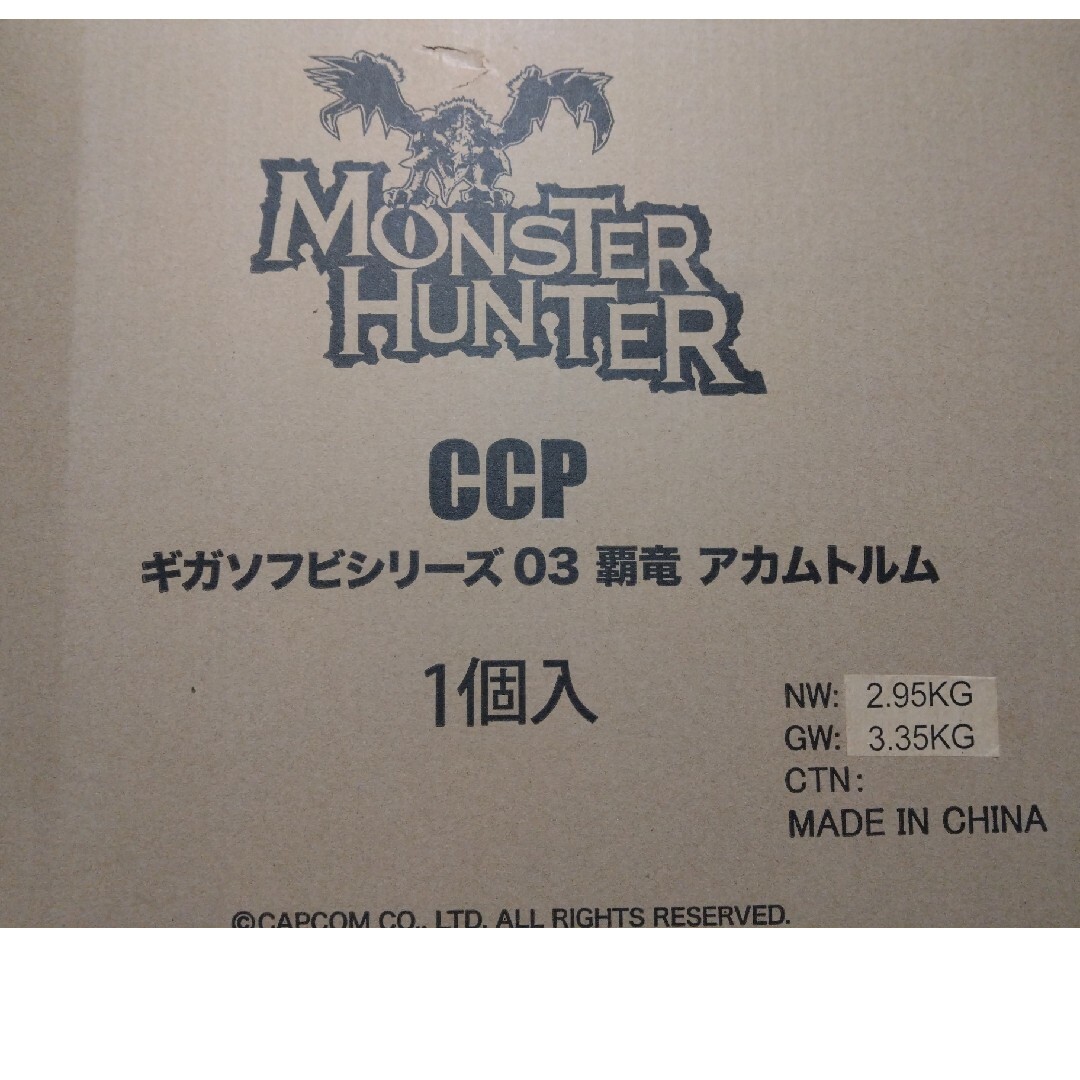 MONSTER
HUNTER
CCP
ギガソフビシリーズ03 覇竜 アカムトルム
1個入
NW: 2.95KG
GW: 3.35KG
CTN:
MADE IN CHINA
©CAPCOM CO., LTD. ALL RIGHTS RESERVED.